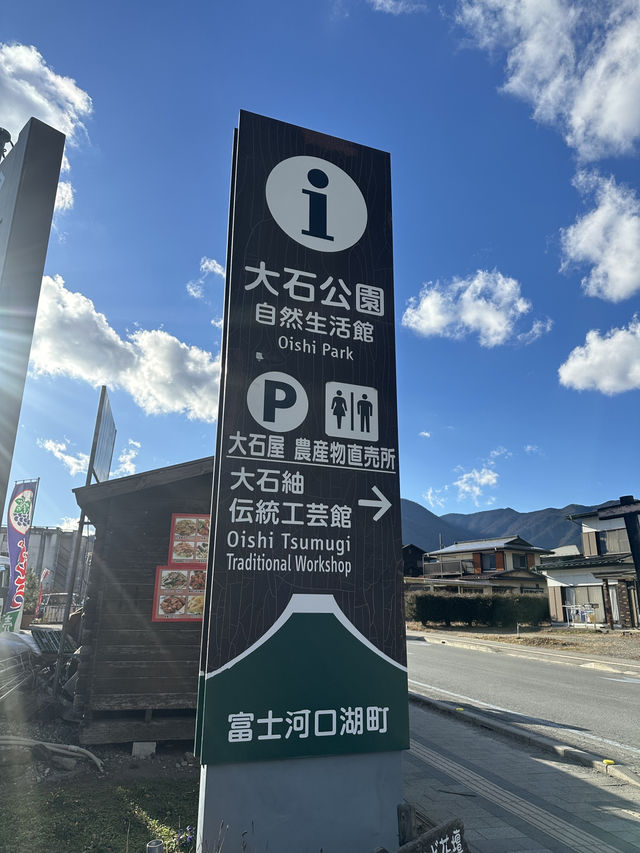 i
大石公園
自然生活館
Oishi Park
P
大石屋 農産物直売所
大石紬
伝統工芸館
Oishi Tsumugi
Traditional Workshop
富士河口湖町